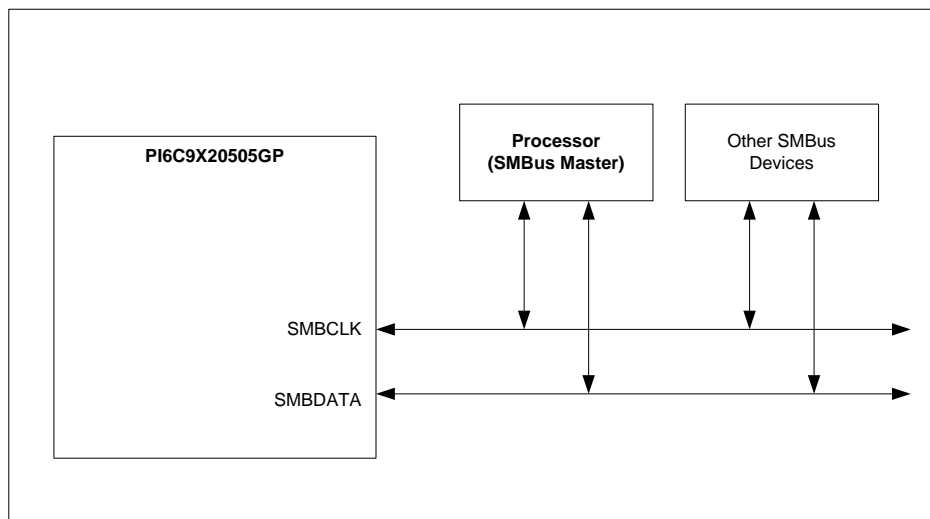 PI6C9X20505GP
Processor
(SMBus Master)
Other SMBus
Devices
SMBCLK
SMBDATA